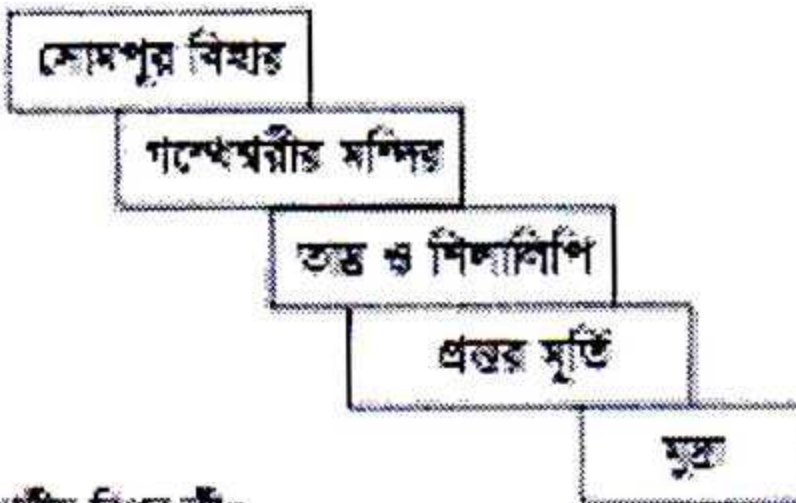 সোমপুর বিহার
গন্ধেশ্বরীর মন্দির
তাম্র ও শিলালিপি
প্রস্তর মূর্তি
মুদ্রা